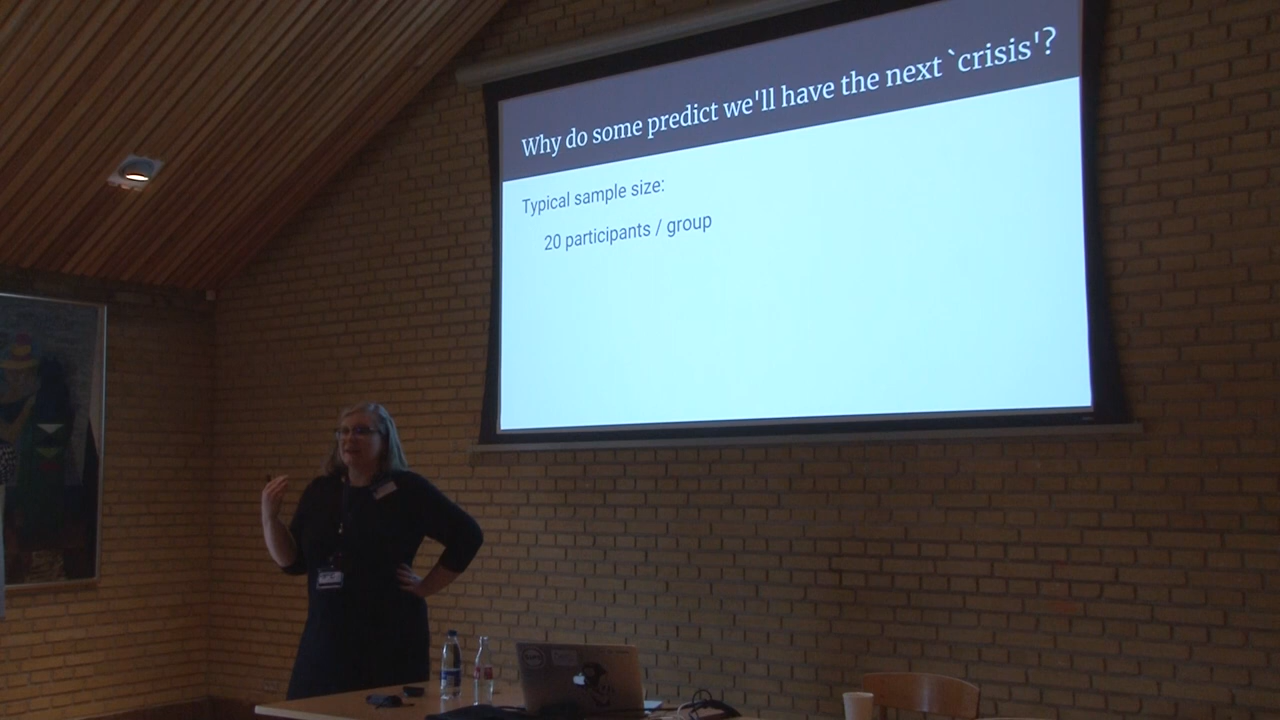 Why do some predict we'll have the next `crisis'?
Typical sample size:
20 participants / group